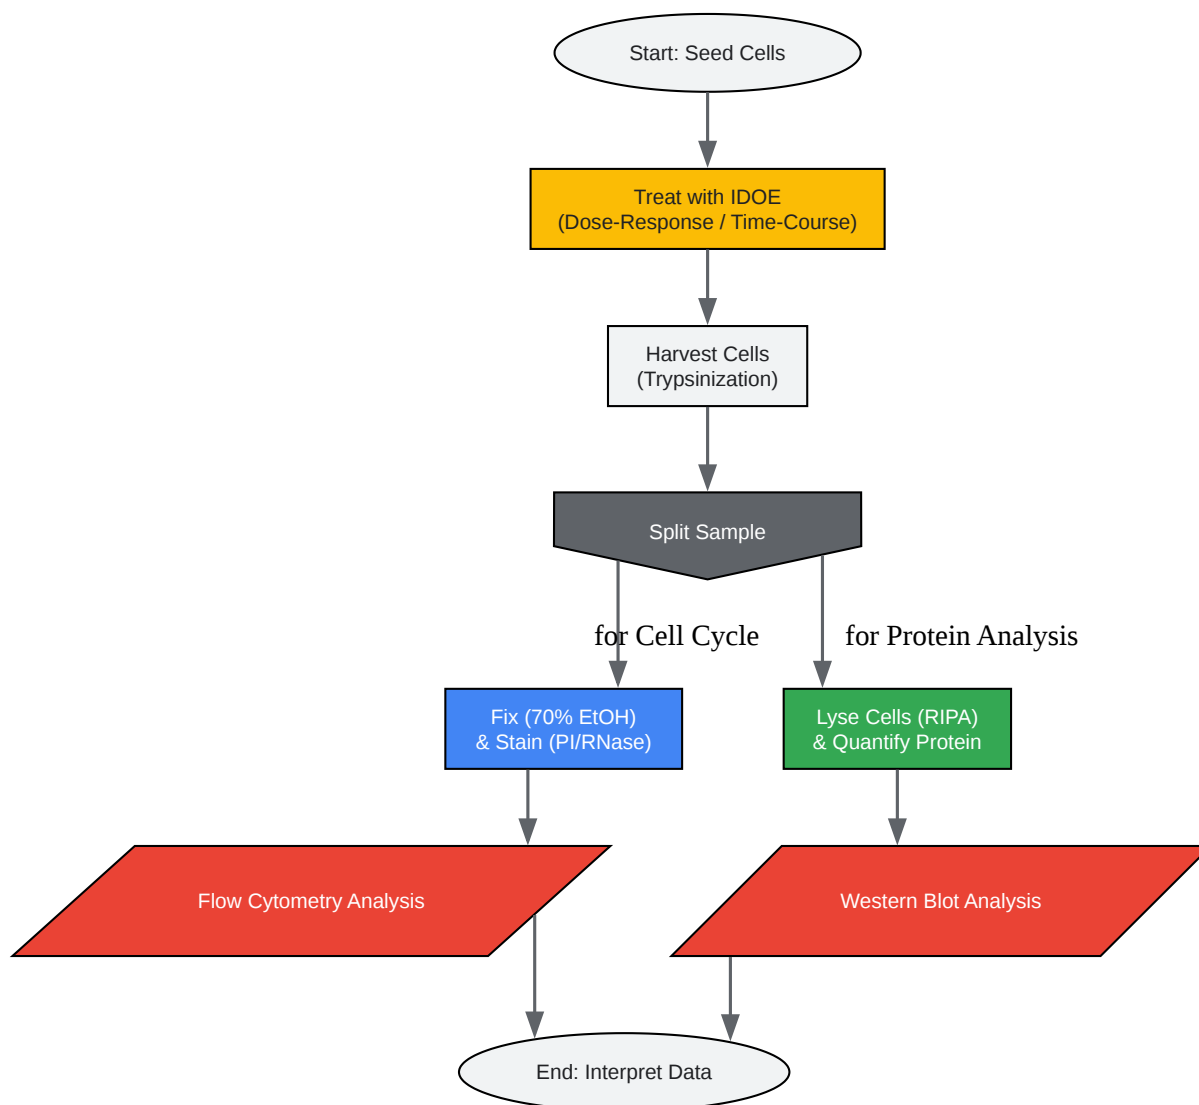 Start: Seed Cells
Treat with IDOE
(Dose-Response / Time-Course)
Harvest Cells
(Trypsinization)
Split Sample
for Cell Cycle
for Protein Analysis
Fix (70% EtOH)
& Stain (PI/RNase)
Lyse Cells (RIPA)
& Quantify Protein
Flow Cytometry Analysis
Western Blot Analysis
End: Interpret Data